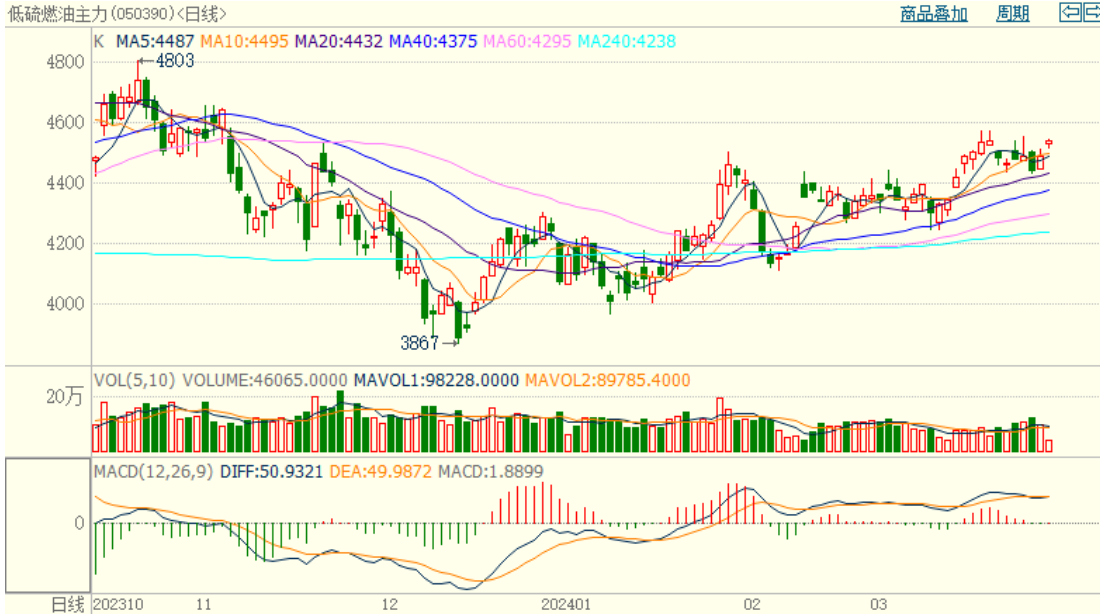 低硫燃油主力(050390)<日线> 商品叠加 周期
K MA5:4487 MA10:4495 MA20:4432 MA40:4375 MA60:4295 MA240:4238
4800
4803
4600
4400
4200
4000
3867
VOL(5,10) VOLUME:46065.0000 MAVOL1:98228.0000 MAVOL2:89785.4000
20万
MACD(12,26,9) DIFF:50.9321 DEA:49.9872 MACD:1.8899
0
日线 202310 11 12 202401 02 03